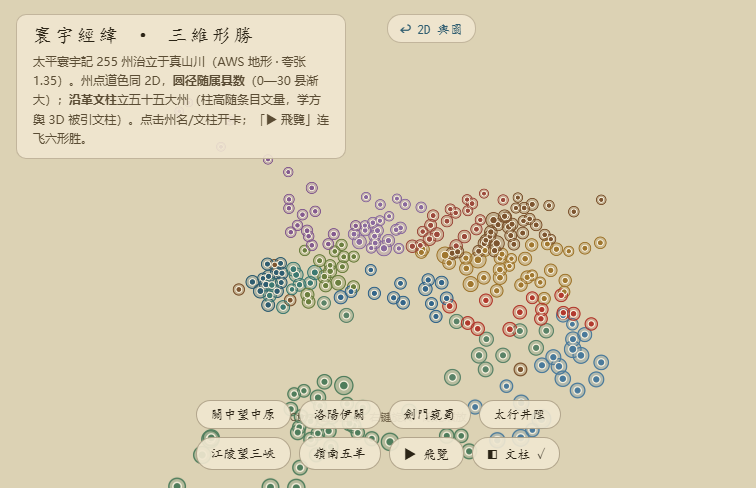 寰宇經緯 • 三維形勝
太平寰宇記 255 州治立于真山川（AWS 地形 · 夸张
1.35）。州点道色同 2D，圆径随属县数（0—30 县渐
大）；沿革文柱立五十五大州（柱高随条目文量，学方
舆 3D 被引文柱）。点击州名/文柱开卡；「▶ 飛覽」连
飞六形胜。
↩ 2D 輿圖
關中望中原
洛陽伊闕
劍門窺蜀
太行井陘
江陵望三峽
嶺南五羊
▶ 飛覽
◧ 文柱 ✓